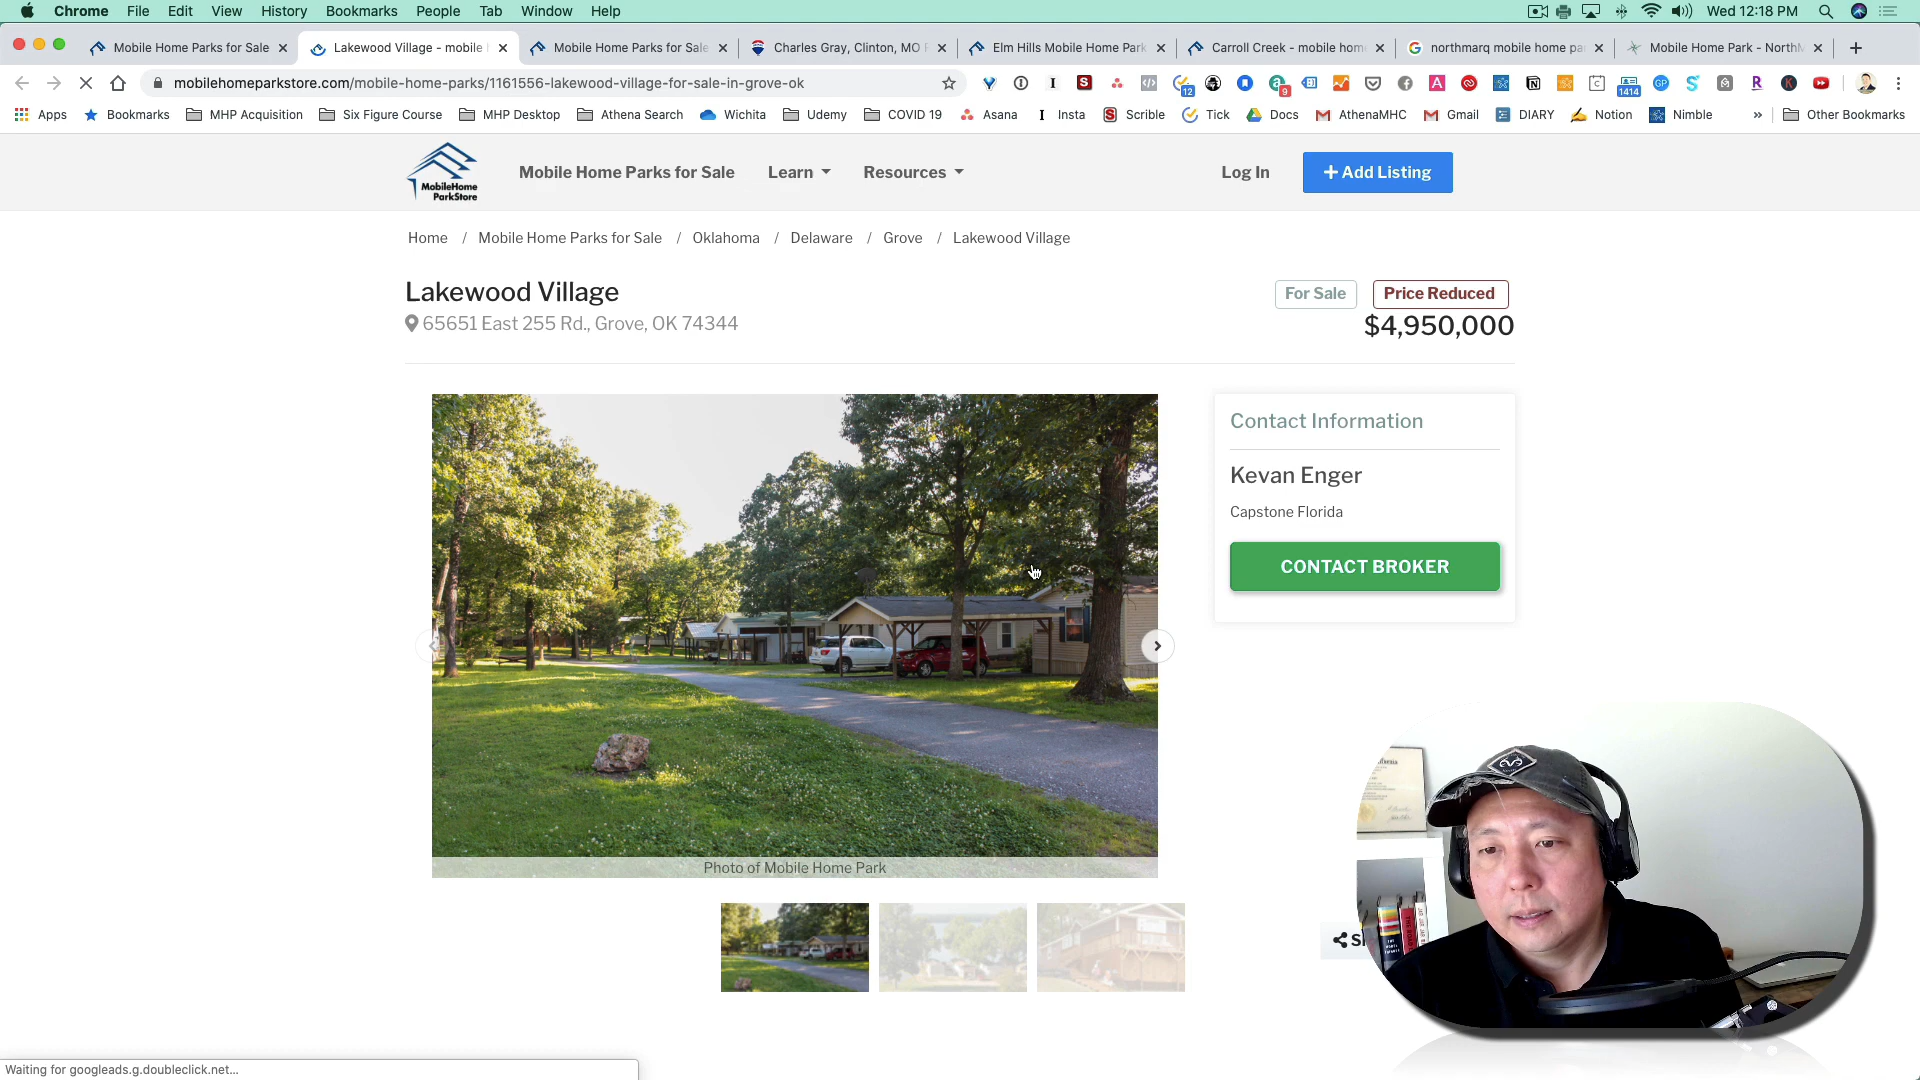 Chrome File Edit View History Bookmarks People Tab Window Help Wed 12:18 PM
Mobile Home Parks for Sale Lakewood Village - mobile Mobile Home Parks for Sale Charles Gray, Clinton, MO Elm Hills Mobile Home Park Carroll Creek - mobile home northmarq mobile home pa Mobile Home Park - NorthM
mobilehomeparkstore.com/mobile-home-parks/1161556-lakewood-village-for-sale-in-grove-ok
12 9 1414
Apps Bookmarks MHP Acquisition Six Figure Course MHP Desktop Athena Search Wichita Udemy COVID 19 Asana Insta Scrible Tick Docs AthenaMHC Gmail DIARY Notion Nimble » Other Bookmarks
MobileHome
ParkStore
Mobile Home Parks for Sale Learn Resources Log In + Add Listing
Home / Mobile Home Parks for Sale / Oklahoma / Delaware / Grove / Lakewood Village
Lakewood Village
For Sale Price Reduced
65651 East 255 Rd., Grove, OK 74344
$4,950,000
Contact Information
Kevan Enger
Capstone Florida
CONTACT BROKER
Photo of Mobile Home Park
Waiting for googleads.g.doubleclick.net...